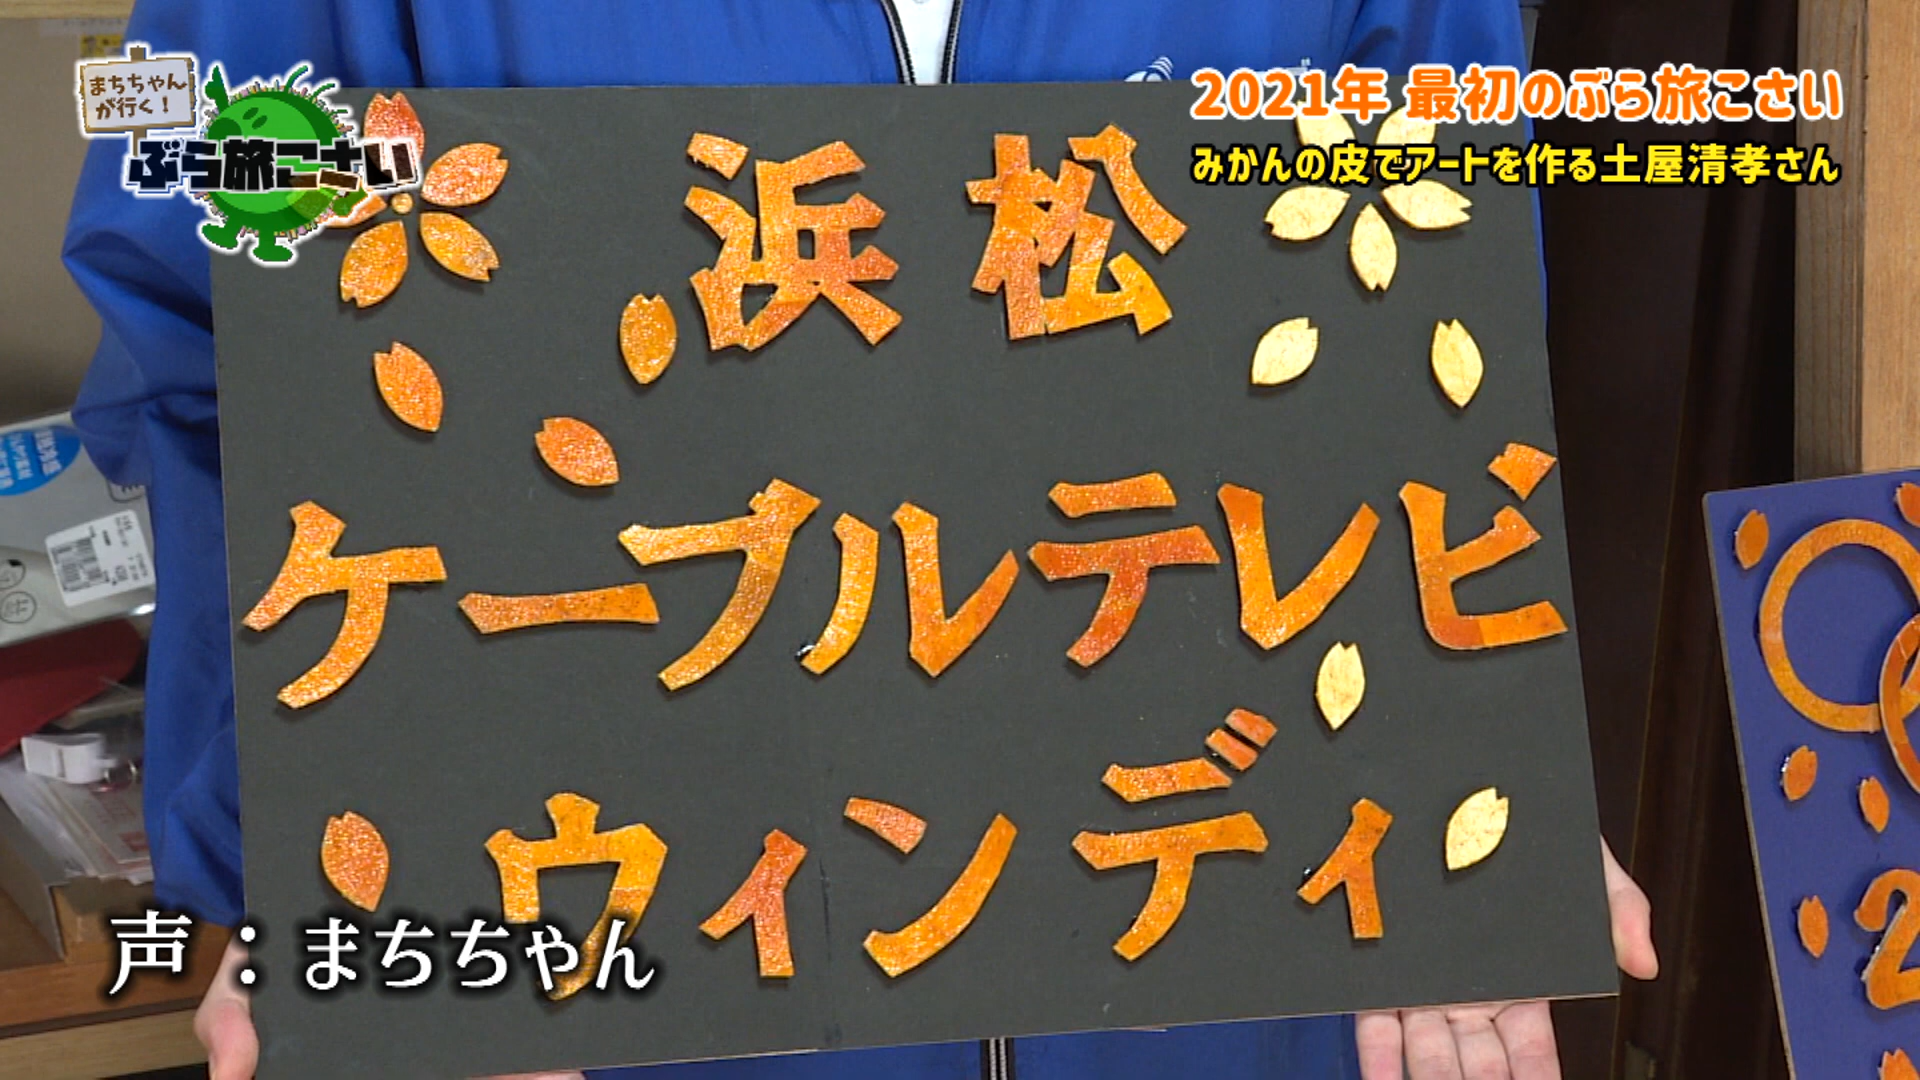 まちちゃん
が行く!
ぶら旅こさい
2021年 最初のぶら旅こさい
みかんの皮でアートを作る土屋清孝さん
浜松
ケーブルテレビ
ウィンディ
声：まちちゃん
2